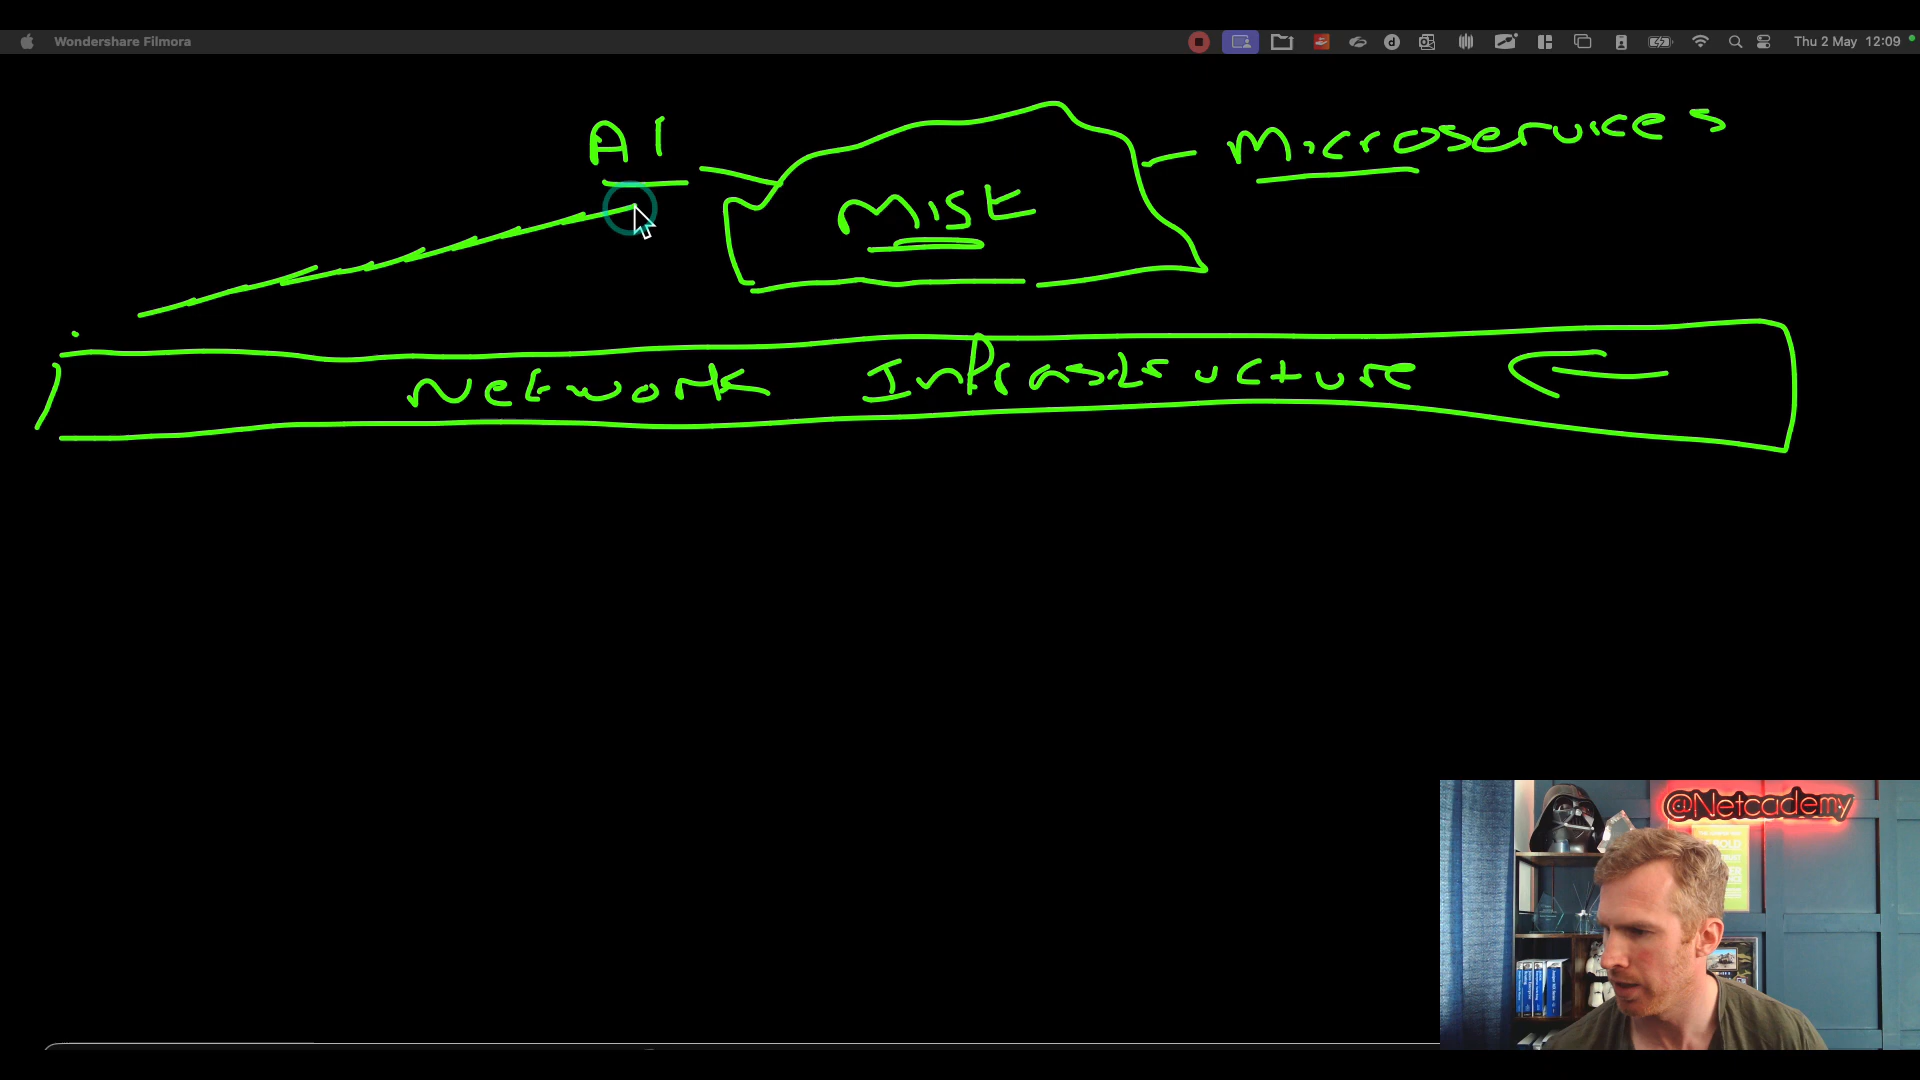 Wondershare Filmora
Thu 2 May 12:09
AI
Microservices
Mist
Network Infrastructure
@Netcademy